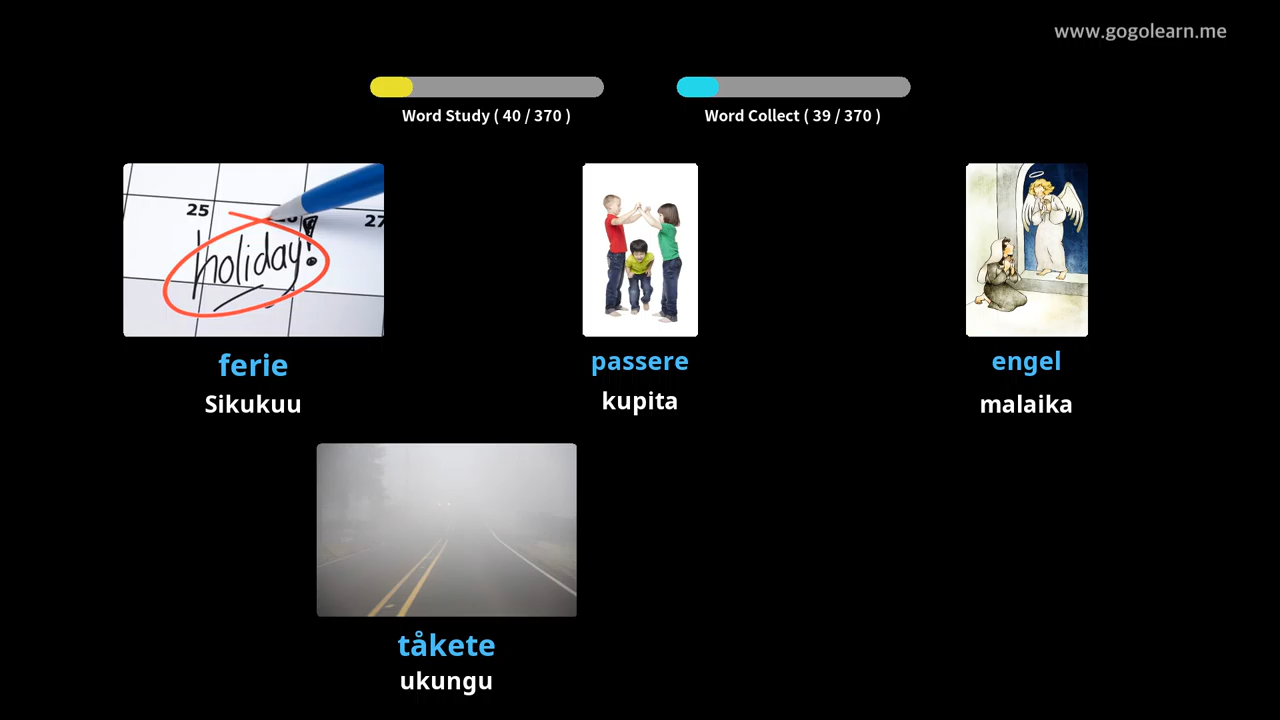 www.gogolearn.me
Word Study ( 40 / 370 )
Word Collect ( 39 / 370 )
25
27
holiday!
ferie
passere
engel
Sikukuu
kupita
malaika
tåkete
ukungu